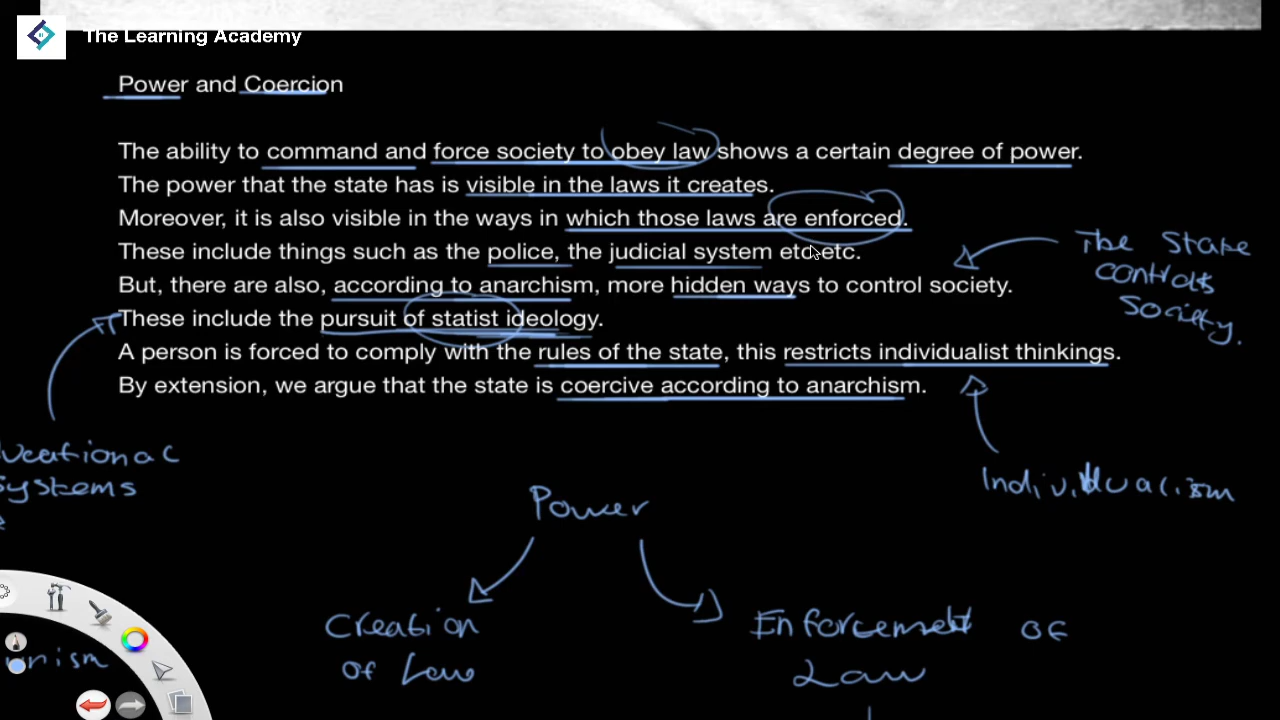 The Learning Academy
Power and Coercion
The ability to command and force society to obey law shows a certain degree of power.
The power that the state has is visible in the laws it creates.
Moreover, it is also visible in the ways in which those laws are enforced.
These include things such as the police, the judicial system etc etc.
But, there are also, according to anarchism, more hidden ways to control society.
These include the pursuit of statist ideology.
A person is forced to comply with the rules of the state, this restricts individualist thinkings.
By extension, we argue that the state is coercive according to anarchism.
The State
controls
Society.
ucational
systems
Individualism
Power
Creation
of Law
Enforcement of
Law